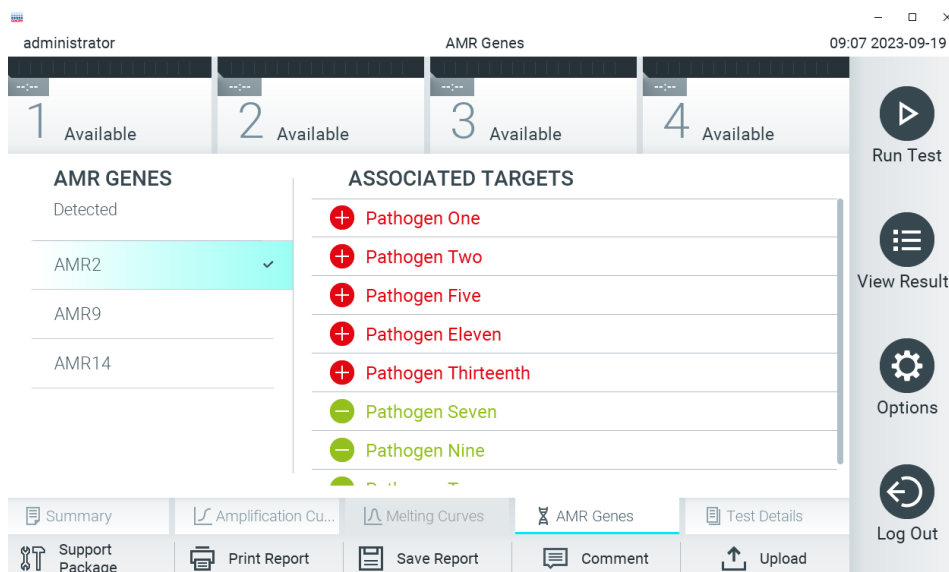 administrator
AMR Genes
09:07 2023-09-19
--:--
1 Available
--:--
2 Available
--:--
3 Available
--:--
4 Available
Run Test
View Result
Options
Log Out
AMR GENES
Detected
AMR2
AMR9
AMR14
ASSOCIATED TARGETS
Pathogen One
Pathogen Two
Pathogen Five
Pathogen Eleven
Pathogen Thirteenth
Pathogen Seven
Pathogen Nine
Summary
Amplification Cu...
Melting Curves
AMR Genes
Test Details
Support
Package
Print Report
Save Report
Comment
Upload